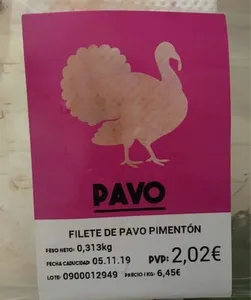 PAVO
FILETE DE PAVO PIMENTÓN
PESO NETO: 0,313kg
FECHA CADUCIDAD: 05.11.19 PVP: 2,02€
LOTE: 0900012949 PRECIO / KG: 6,45€